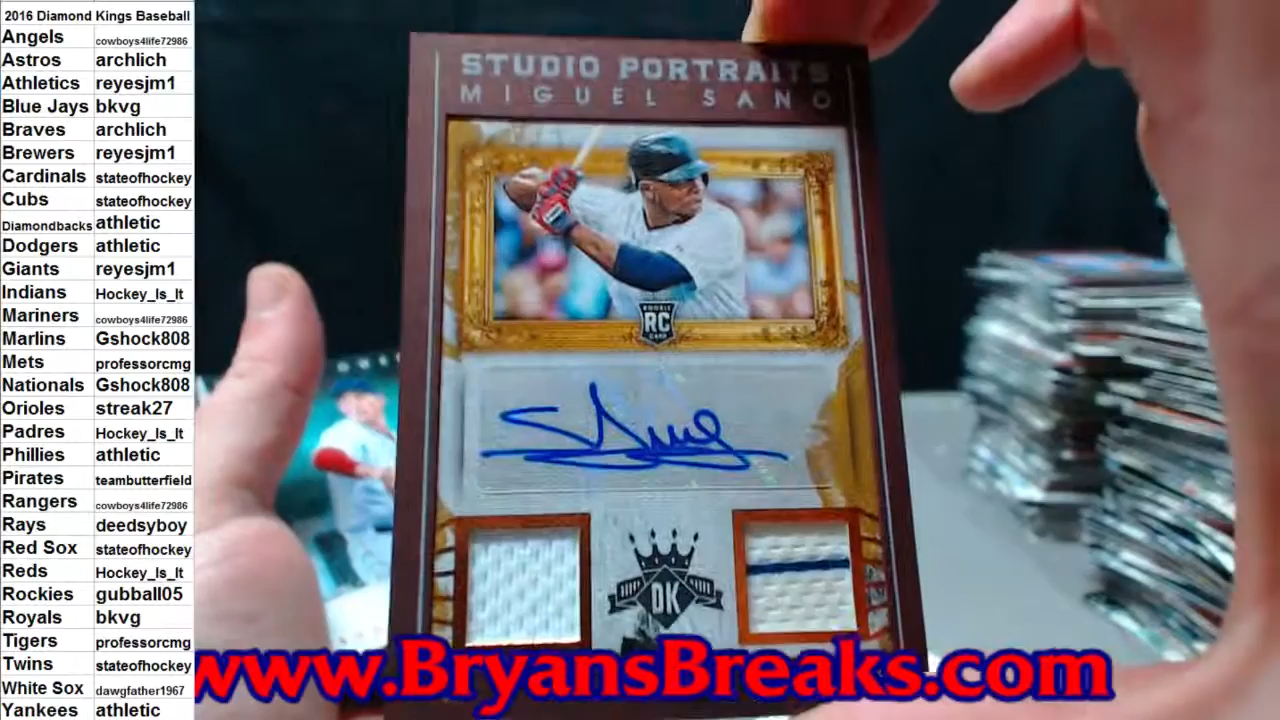 2016 Diamond Kings Baseball
Angels cowboys4life72986
Astros archlich
Athletics reyesjm1
Blue Jays bkvg
Braves archlich
Brewers reyesjm1
Cardinals stateofhockey
Cubs stateofhockey
Diamondbacks athletic
Dodgers athletic
Giants reyesjm1
Indians Hockey_Is_It
Mariners cowboys4life72986
Marlins Gshock808
Mets professorcmg
Nationals Gshock808
Orioles streak27
Padres Hockey_Is_It
Phillies athletic
Pirates teambutterfield
Rangers cowboys4life72986
Rays deedsyboy
Red Sox stateofhockey
Reds Hockey_Is_It
Rockies gubball05
Royals bkvg
Tigers professorcmg
Twins stateofhockey
White Sox dawgfather1967
Yankees athletic
STUDIO PORTRAITS
MIGUEL SANO
ROOKIE
RC
CARD
DK
www.BryansBreaks.com